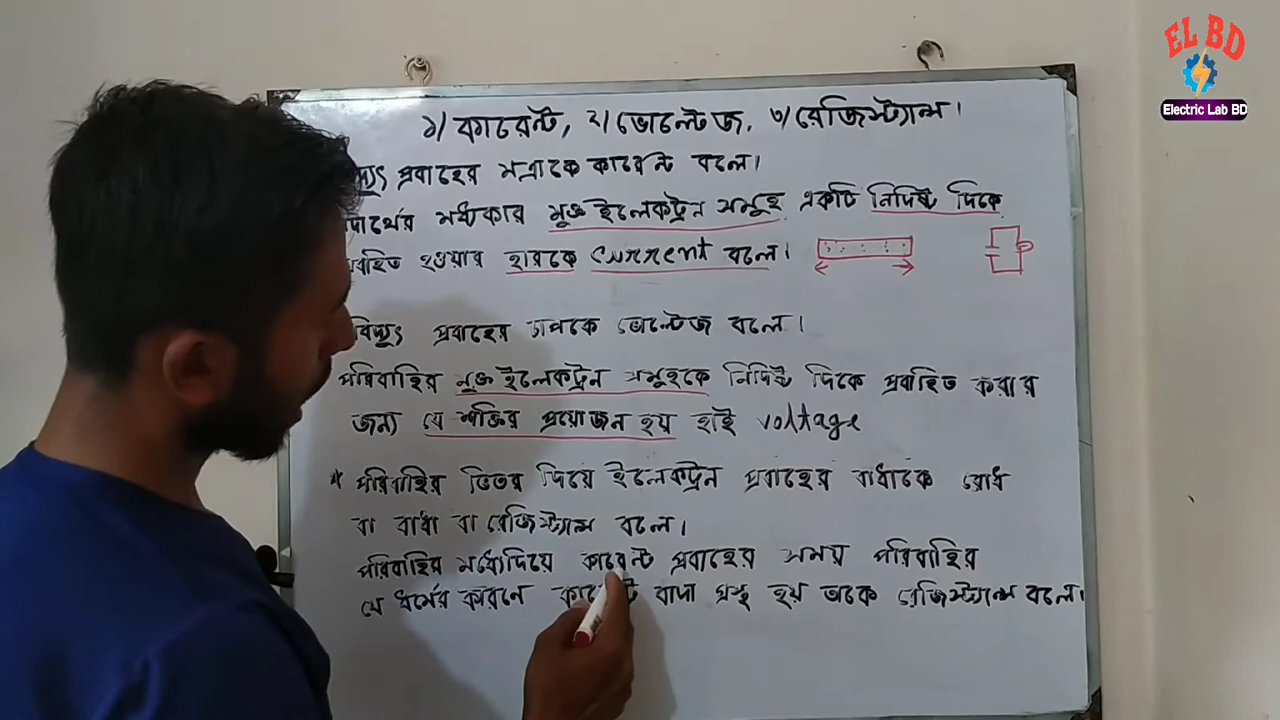 ১/ কারেন্ট, ২/ ভোল্টেজ, ৩/ রেজিস্ট্যান্স।
প্রবাহের মত্রাকে কারেন্ট বলে।
মধ্যকার মুক্ত ইলেকট্রন সমূহ একটি নিদিষ্ট দিকে
হওয়ার হারকে current বলে।
বিদ্যুৎ প্রবাহের চাপকে ভোল্টেজ বলে।
পরিবাহির মুক্ত ইলেকট্রন সমূহকে নিদিষ্ট দিকে প্রবাহিত করার
জন্য যে শক্তির প্রয়োজন হয় তাই voltage
* পরিবাহির ভিতর দিয়ে ইলেকট্রন প্রবাহের বাধাকে রোধ
বা বাধা বা রেজিস্ট্যান্স বলে।
পরিবাহির মধ্যেদিয়ে কারেন্ট প্রবাহের সময় পরিবাহির
যে ধর্মের কারনে বাধা গ্রস্থ হয় তাকে রেজিস্ট্যান্স বলে।
EL BD
Electric Lab BD